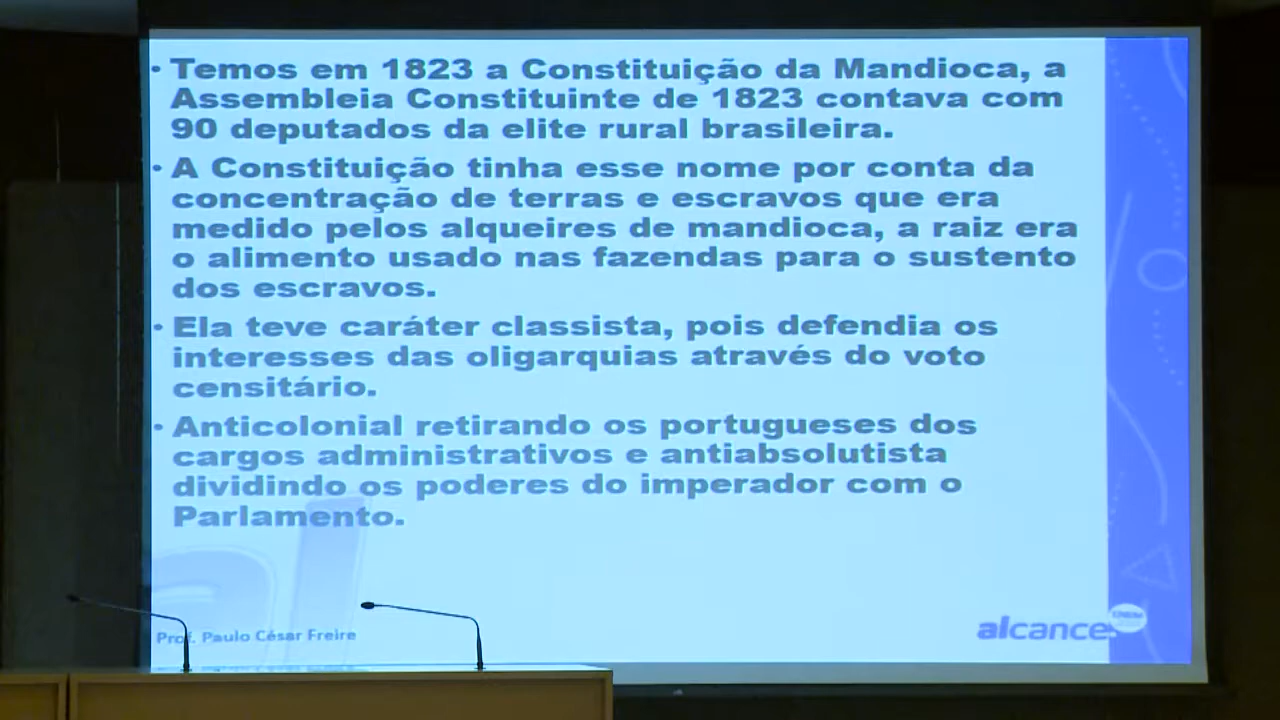 • Temos em 1823 a Constituição da Mandioca, a
Assembleia Constituinte de 1823 contava com
90 deputados da elite rural brasileira.
• A Constituição tinha esse nome por conta da
concentração de terras e escravos que era
medido pelos alqueires de mandioca, a raiz era
o alimento usado nas fazendas para o sustento
dos escravos.
• Ela teve caráter classista, pois defendia os
interesses das oligarquias através do voto
censitário.
• Anticolonial retirando os portugueses dos
cargos administrativos e antiabsolutista
dividindo os poderes do imperador com o
Parlamento.
Prof. Paulo César Freire
alcance